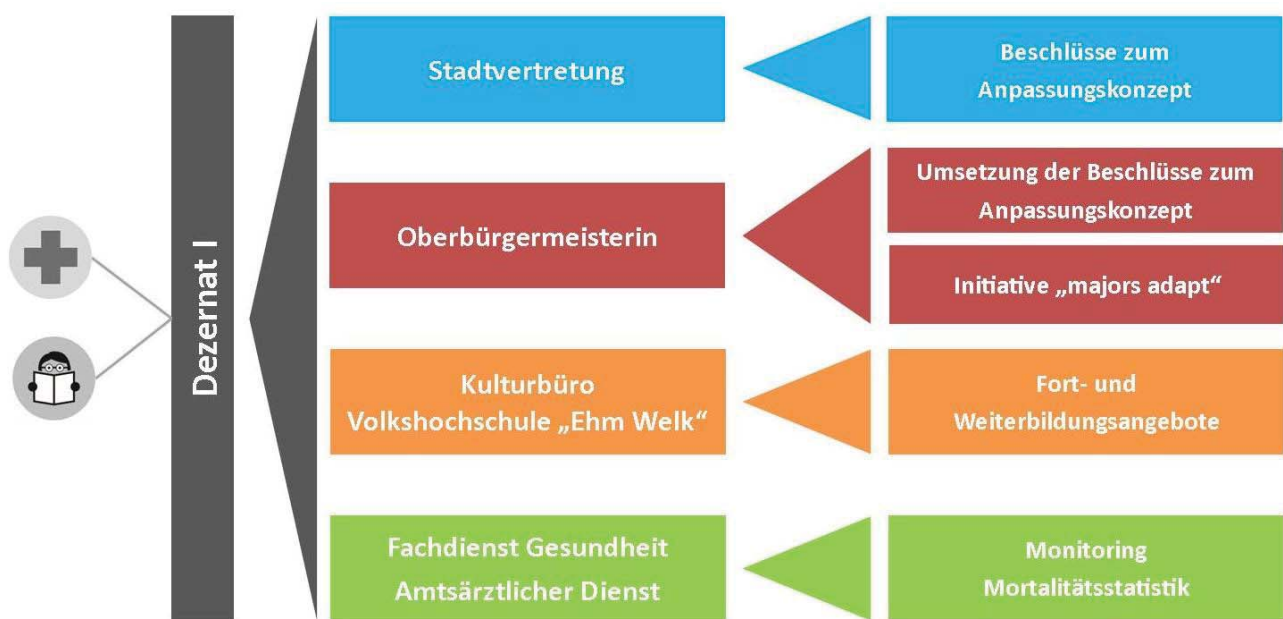 Dezernat I
Stadtvertretung
Beschlüsse zum
Anpassungskonzept
Oberbürgermeisterin
Umsetzung der Beschlüsse zum
Anpassungskonzept
Initiative „majors adapt“
Kulturbüro
Volkshochschule „Ehm Welk“
Fort- und
Weiterbildungsangebote
Fachdienst Gesundheit
Amtsärztlicher Dienst
Monitoring
Mortalitätsstatistik